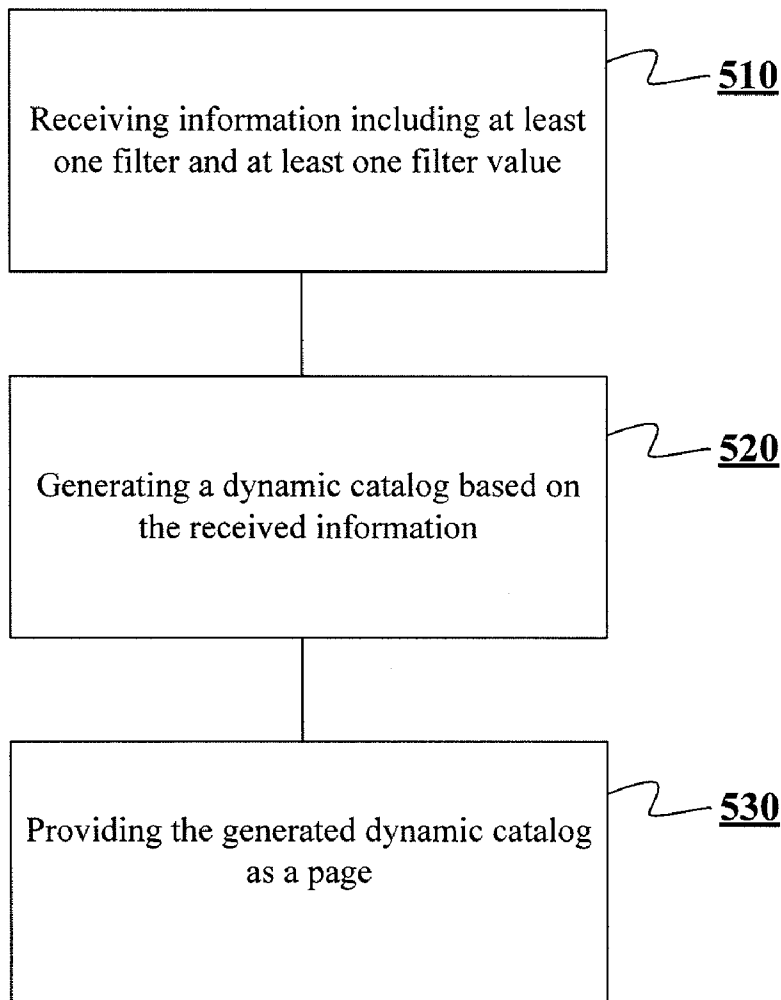 510
Receiving information including at least
one filter and at least one filter value
520
Generating a dynamic catalog based on
the received information
530
Providing the generated dynamic catalog
as a page